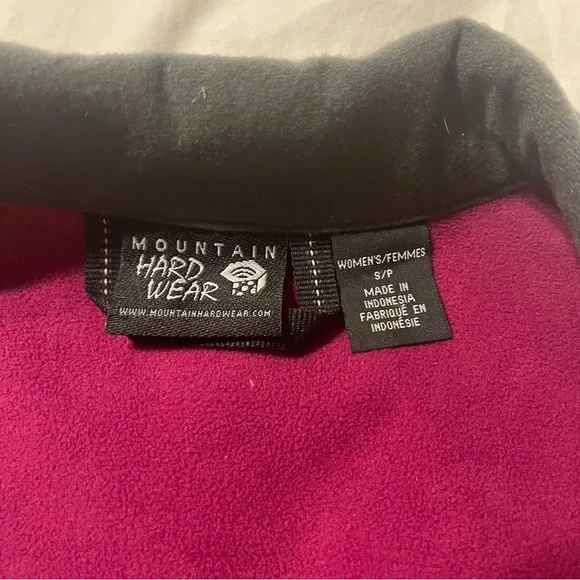 MOUNTAIN
HARD
WEAR
WWW.MOUNTAINHARDWEAR.COM
WOMEN'S/FEMMES
S/P
MADE IN
INDONESIA
FABRIQUÉ EN
INDONÉSIE